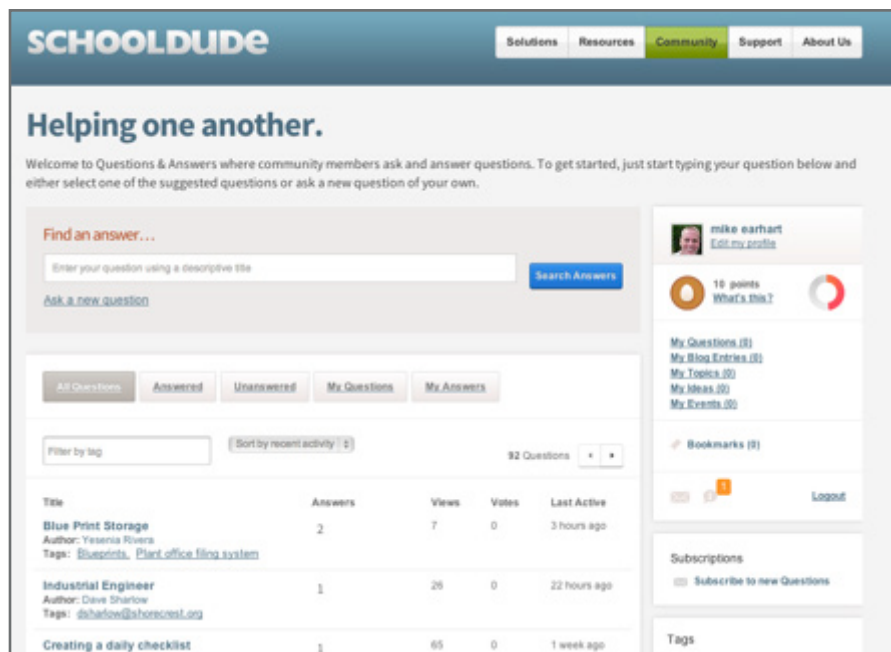 SCHOOLDUDE
Solutions Resources Community Support About Us
Helping one another.
Welcome to Questions & Answers where community members ask and answer questions. To get started, just start typing your question below and
either select one of the suggested questions or ask a new question of your own.
Find an answer...
Enter your question using a descriptive title
Search Answers
Ask a new question
All Questions Answered Unanswered My Questions My Answers
Filter by tag
Sort by recent activity
92 Questions
Title Answers Views Votes Last Active
Blue Print Storage 2 7 0 3 hours ago
Author: Yesenia Rivera
Tags: Blueprints, Plant office filing system
Industrial Engineer 1 26 0 22 hours ago
Author: Dave Sharlow
Tags: dsharlow@shorecrest.org
Creating a daily checklist 1 65 0 1 week ago
mike earhart
Edit my profile
10 points
What's this?
My Questions (0)
My Blog Entries (0)
My Topics (0)
My Ideas (0)
My Events (0)
Bookmarks (0)
Logout
Subscriptions
Subscribe to new Questions
Tags